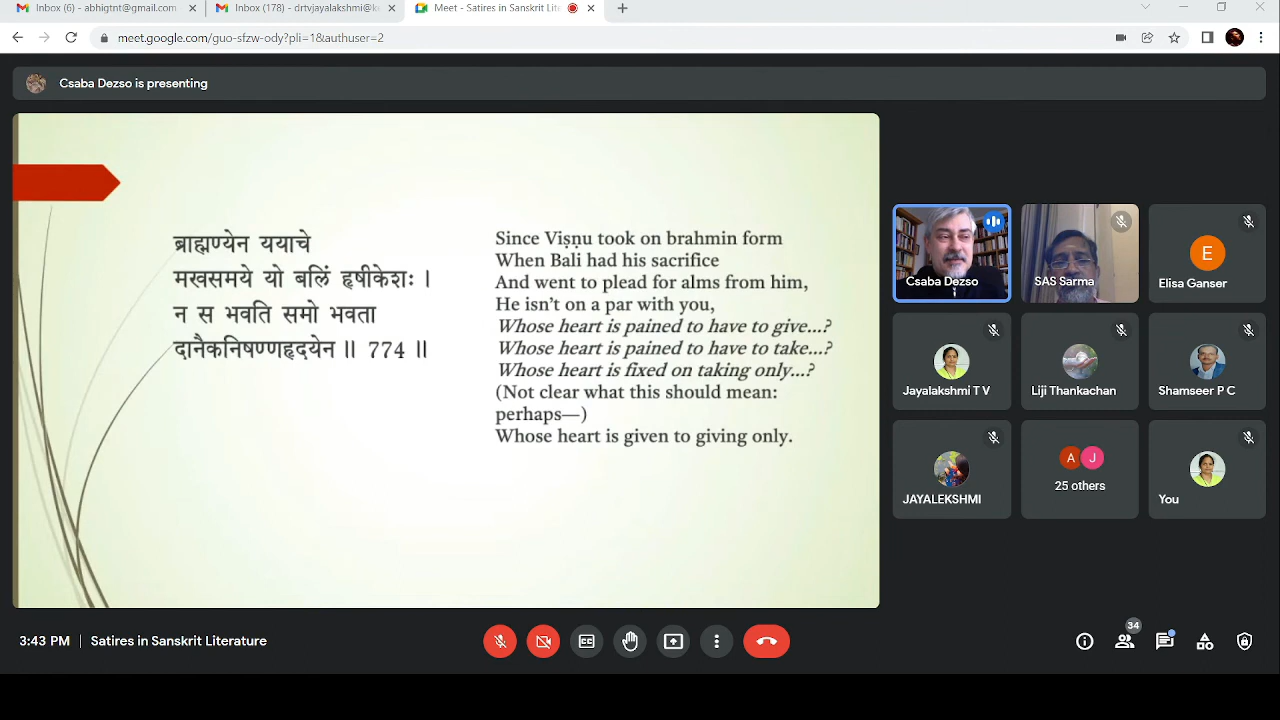 Inbox (6) - abhigtnt@gmail.com
Inbox (178) - drtvjayalakshmi@k
Meet - Satires in Sanskrit Lite
meet.google.com/guo-sfzw-ody?pli=1&authuser=2
Csaba Dezso is presenting
ब्राह्मण्येन ययाचे
मखसमये यो बलिं हृषीकेशः ।
न स भवति समो भवता
दानैकनिषण्णहृदयेन ॥ 774 ॥
Since Viṣṇu took on brahmin form
When Bali had his sacrifice
And went to plead for alms from him,
He isn’t on a par with you,
Whose heart is pained to have to give...?
Whose heart is pained to have to take...?
Whose heart is fixed on taking only...?
(Not clear what this should mean:
perhaps—)
Whose heart is given to giving only.
Csaba Dezso
SAS Sarma
E
Elisa Ganser
Jayalakshmi T V
Liji Thankachan
Shamseer P C
JAYALEKSHMI
A J
25 others
You
3:43 PM | Satires in Sanskrit Literature
34